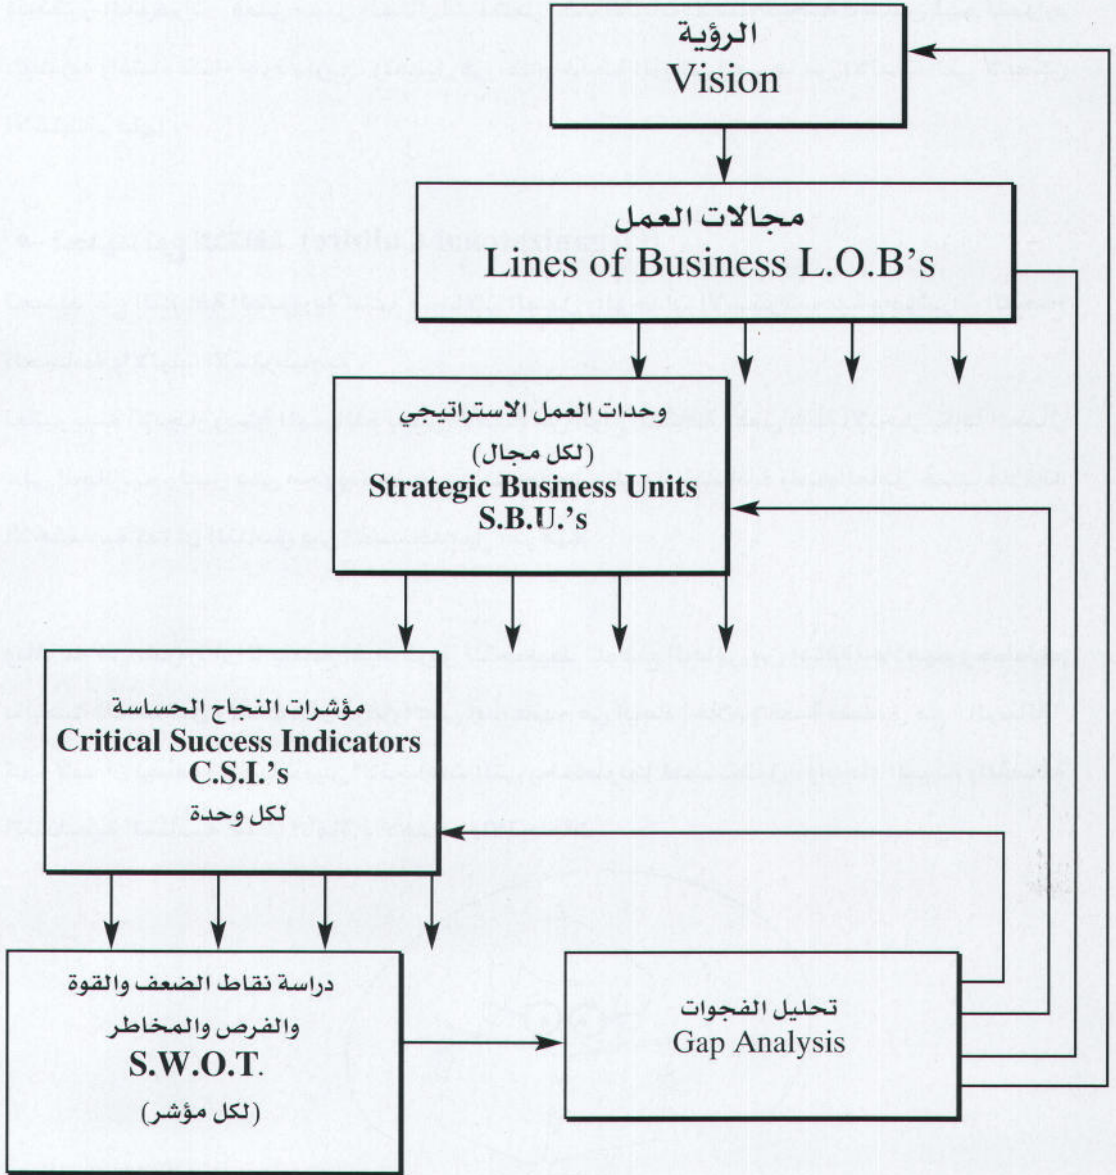 الرؤية
Vision
مجالات العمل
Lines of Business L.O.B's
وحدات العمل الاستراتيجي
(لكل مجال)
Strategic Business Units
S.B.U.'s
مؤشرات النجاح الحساسة
Critical Success Indicators
C.S.I.'s
لكل وحدة
دراسة نقاط الضعف والقوة
والفرص والمخاطر
S.W.O.T.
(لكل مؤشر)
تحليل الفجوات
Gap Analysis